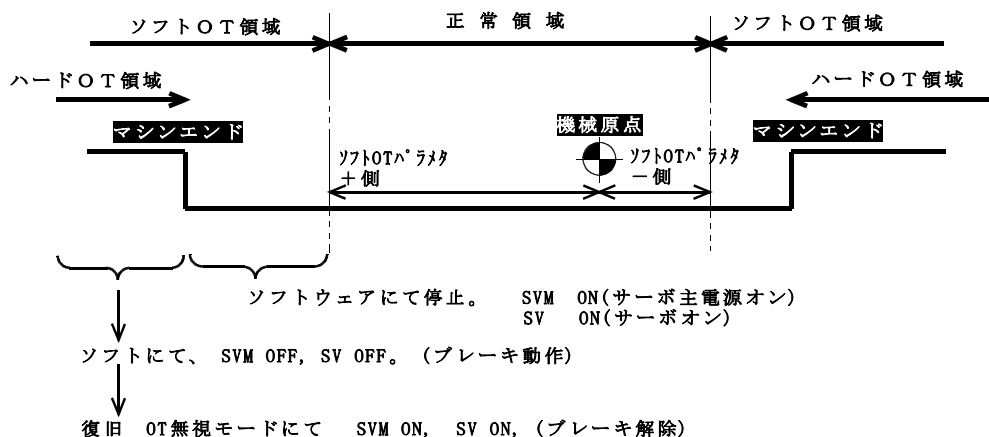 ソフトＯＴ領域
正 常 領 域
ソフトＯＴ領域
ハードＯＴ領域
ハードＯＴ領域
マシンエンド
機械原点
マシンエンド
ｿﾌﾄOTﾊﾟﾗﾒﾀ
＋側
ｿﾌﾄOTﾊﾟﾗﾒﾀ
－側
ソフトウェアにて停止。 SVM ON(サーボ主電源オン)
SV ON(サーボオン)
ソフトにて、 SVM OFF, SV OFF。 (ブレーキ動作)
復旧 OT無視モードにて SVM ON, SV ON, (ブレーキ解除)